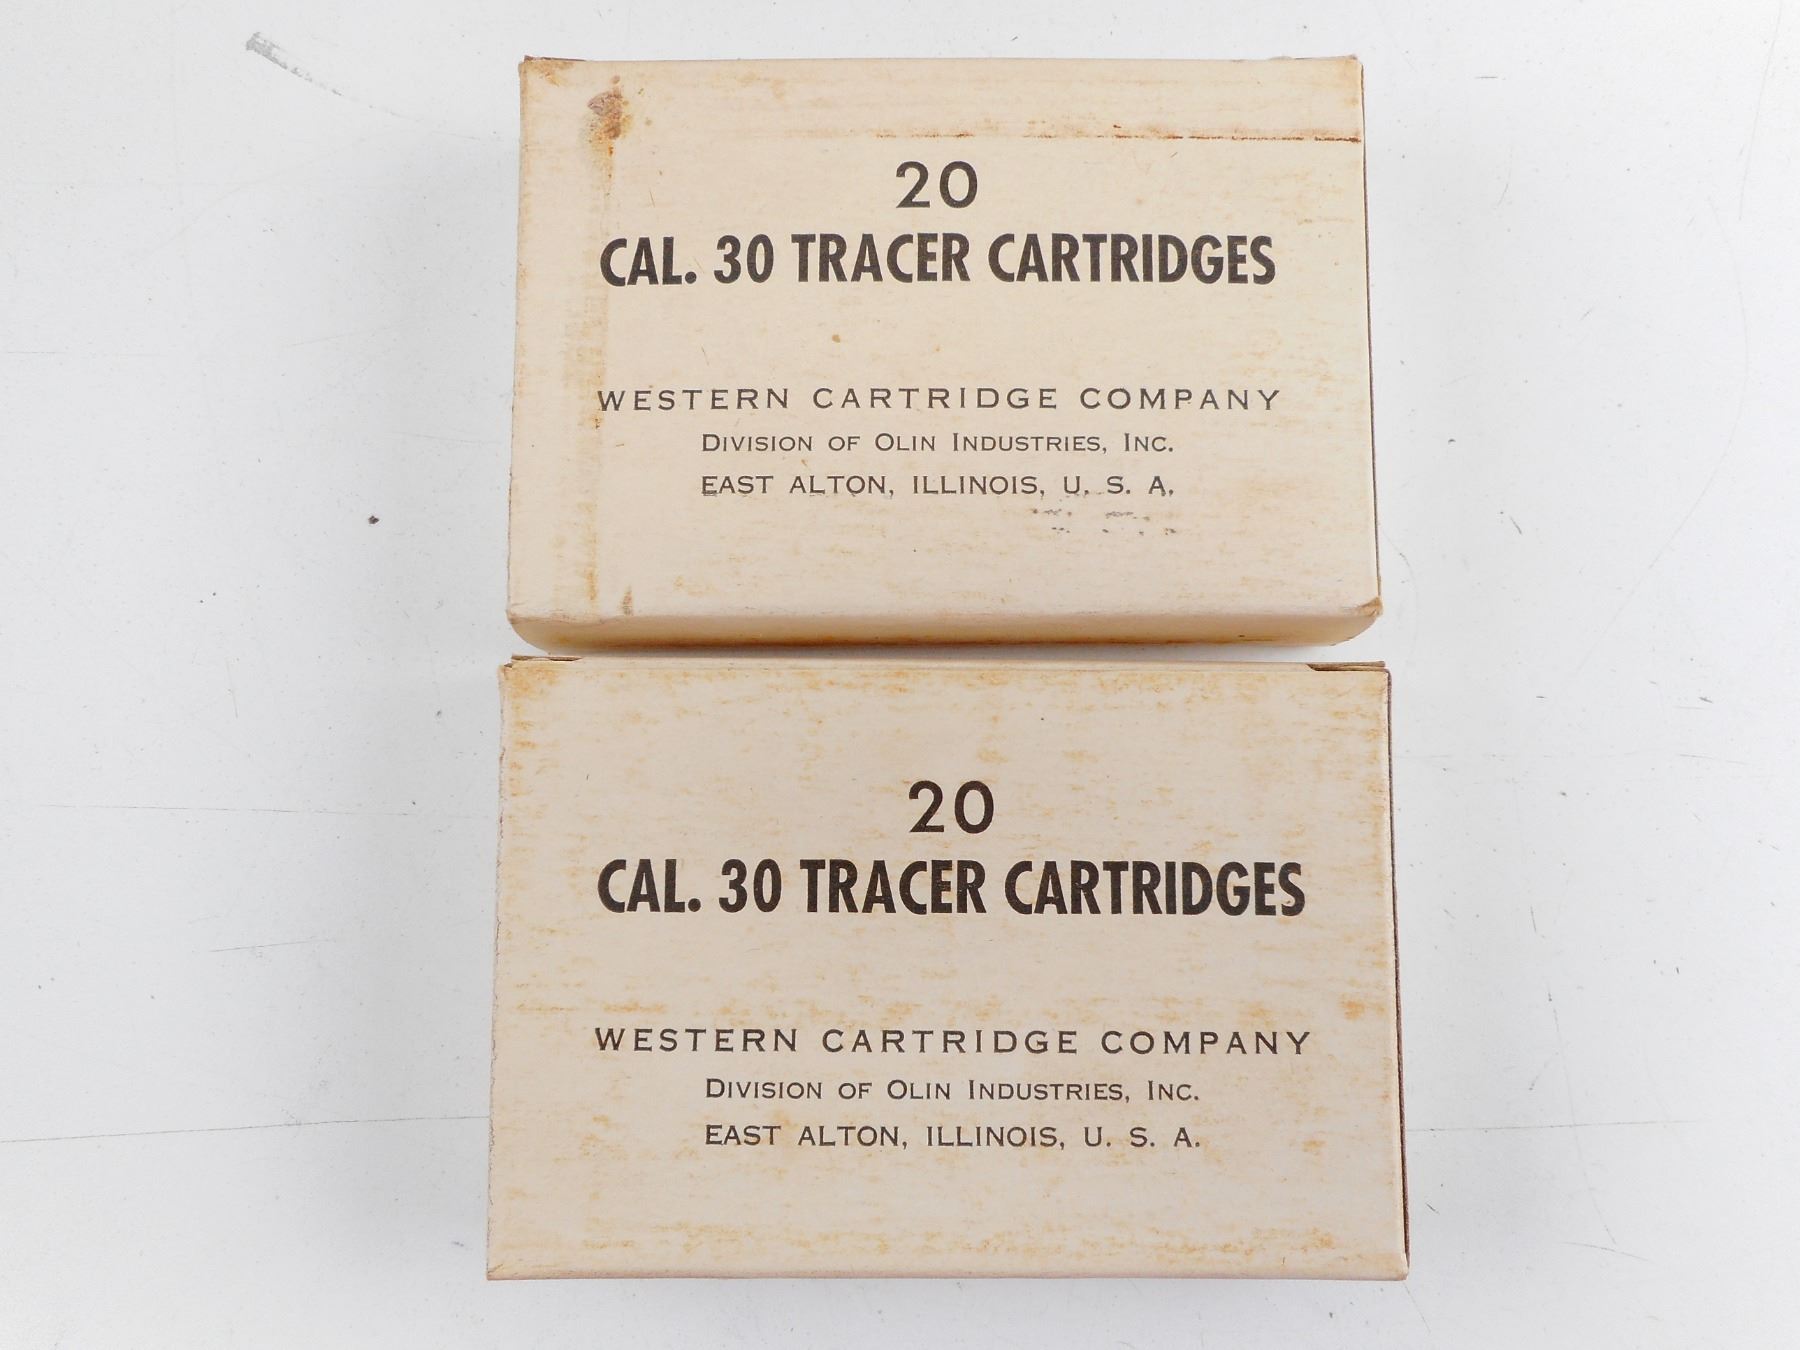 20
CAL. 30 TRACER CARTRIDGES
WESTERN CARTRIDGE COMPANY
DIVISION OF OLIN INDUSTRIES, INC.
EAST ALTON, ILLINOIS, U. S. A.
20
CAL. 30 TRACER CARTRIDGES
WESTERN CARTRIDGE COMPANY
DIVISION OF OLIN INDUSTRIES, INC.
EAST ALTON, ILLINOIS, U. S. A.